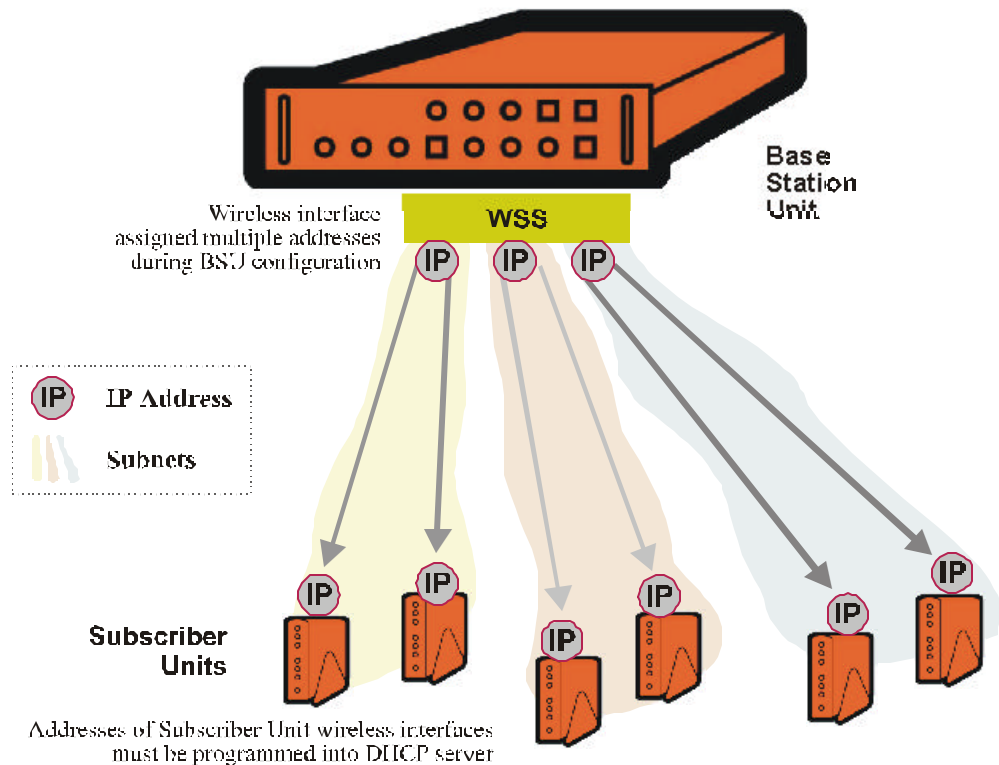 Base
Station
Unit
Wireless interface
assigned multiple addresses
during BSU configuration
WSS
IP IP IP
IP IP Address
Subnets
IP IP IP IP IP IP
Subscriber
Units
Addresses of Subscriber Unit wireless interfaces
must be programmed into DHCP server